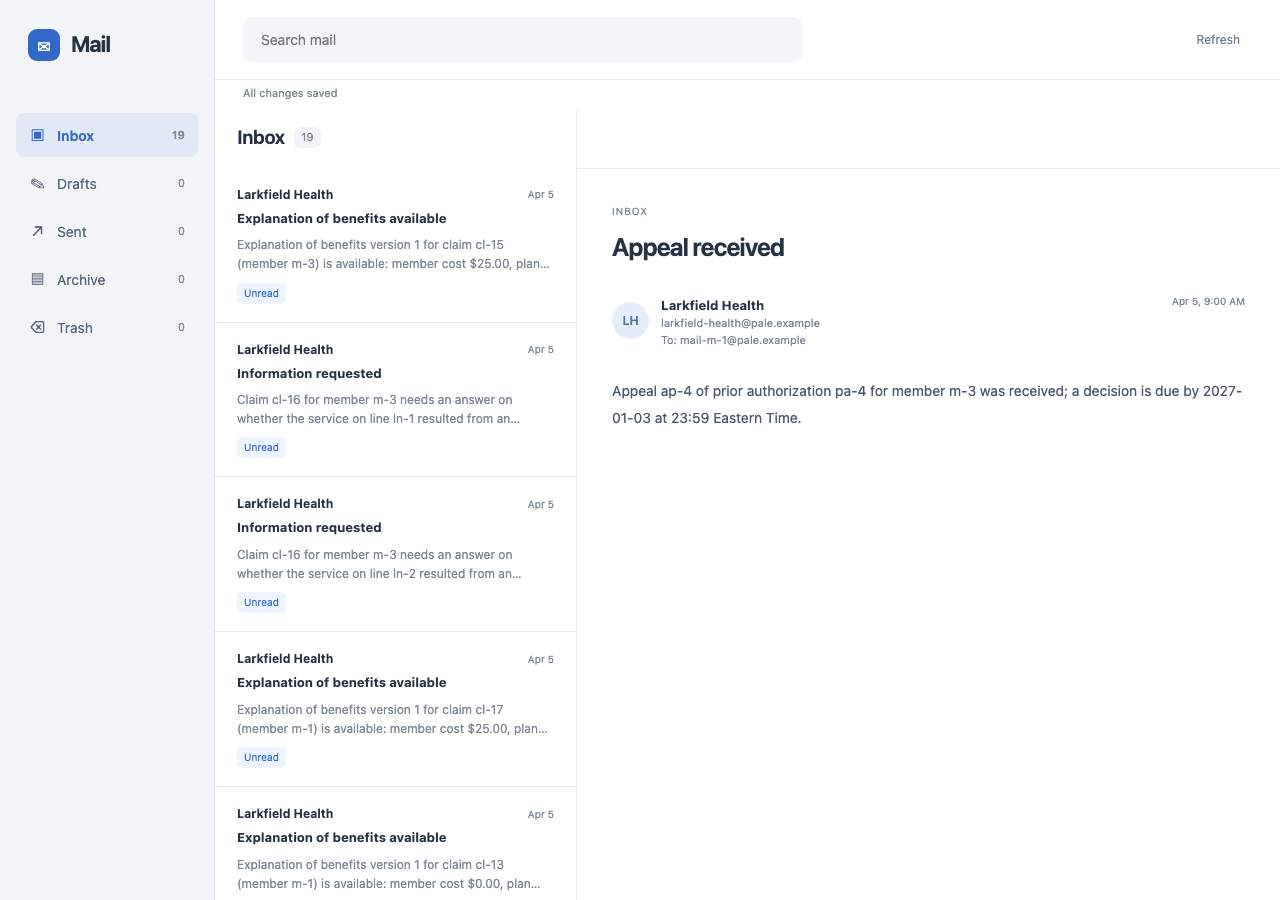 Mail
Inbox 19
Drafts 0
Sent 0
Archive 0
Trash 0
Search mail
Refresh
All changes saved
Inbox 19
Larkfield Health Apr 5
Explanation of benefits available
Explanation of benefits version 1 for claim cl-15
(member m-3) is available: member cost $25.00, plan...
Unread
Larkfield Health Apr 5
Information requested
Claim cl-16 for member m-3 needs an answer on
whether the service on line ln-1 resulted from an...
Unread
Larkfield Health Apr 5
Information requested
Claim cl-16 for member m-3 needs an answer on
whether the service on line ln-2 resulted from an...
Unread
Larkfield Health Apr 5
Explanation of benefits available
Explanation of benefits version 1 for claim cl-17
(member m-1) is available: member cost $25.00, plan...
Unread
Larkfield Health Apr 5
Explanation of benefits available
Explanation of benefits version 1 for claim cl-13
(member m-1) is available: member cost $0.00, plan...
INBOX
Appeal received
LH
Larkfield Health
Apr 5, 9:00 AM
larkfield-health@pale.example
To: mail-m-1@pale.example
Appeal ap-4 of prior authorization pa-4 for member m-3 was received; a decision is due by 2027-
01-03 at 23:59 Eastern Time.